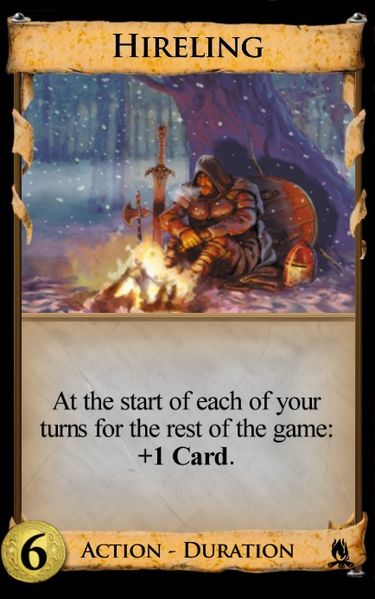 HIRELING
At the start of each of your
turns for the rest of the game:
+1 Card.
6
ACTION - DURATION